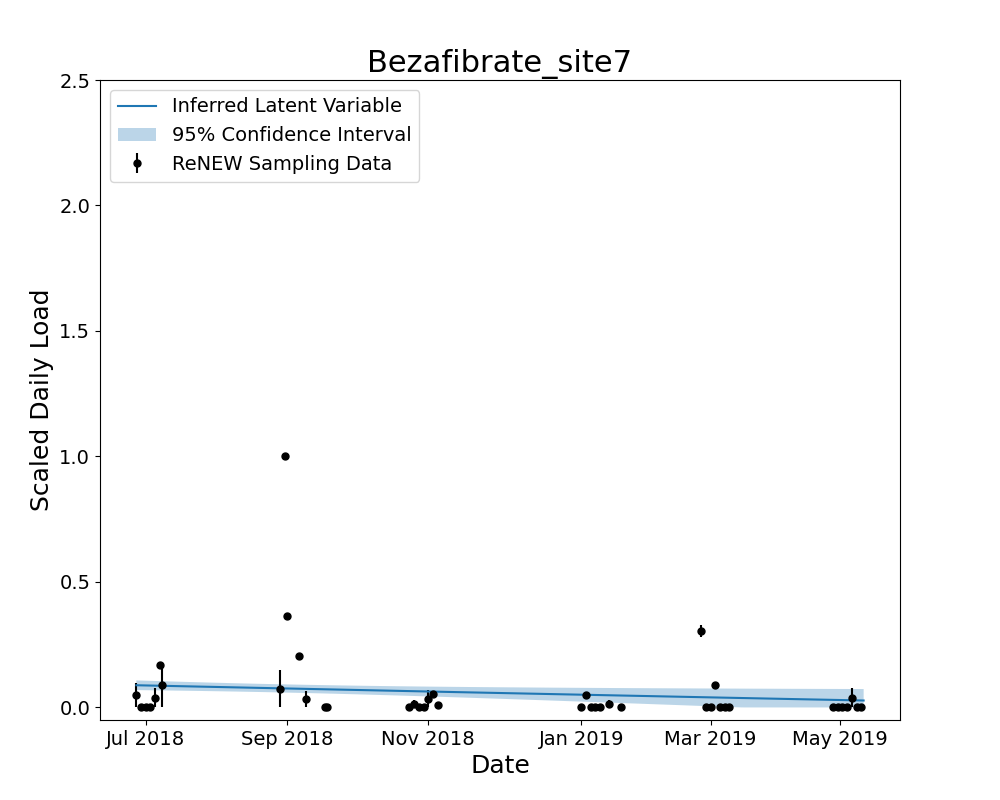 Bezafibrate_site7
Inferred Latent Variable
95% Confidence Interval
ReNEW Sampling Data
Scaled Daily Load
2.5
2.0
1.5
1.0
0.5
0.0
Jul 2018 Sep 2018 Nov 2018 Jan 2019 Mar 2019 May 2019
Date